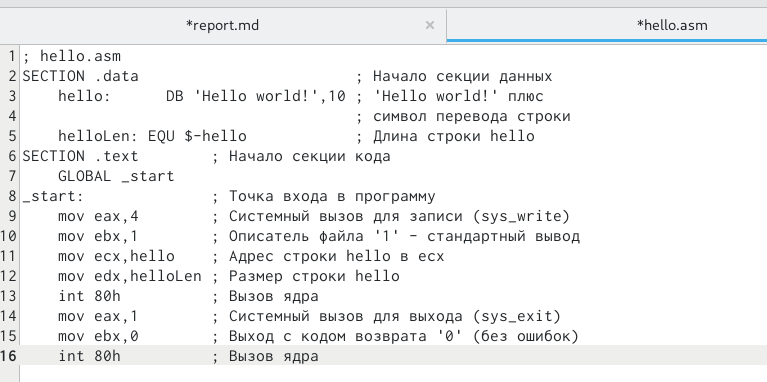 *report.md × *hello.asm
1 ; hello.asm
2 SECTION .data                        ; Начало секции данных
3     hello:      DB 'Hello world!',10 ; 'Hello world!' плюс
4                                      ; символ перевода строки
5     helloLen: EQU $-hello            ; Длина строки hello
6 SECTION .text        ; Начало секции кода
7     GLOBAL _start
8 _start:              ; Точка входа в программу
9     mov eax,4        ; Системный вызов для записи (sys_write)
10     mov ebx,1        ; Описатель файла '1' - стандартный вывод
11     mov ecx,hello    ; Адрес строки hello в ecx
12     mov edx,helloLen ; Размер строки hello
13     int 80h          ; Вызов ядра
14     mov eax,1        ; Системный вызов для выхода (sys_exit)
15     mov ebx,0        ; Выход с кодом возврата '0' (без ошибок)
16     int 80h          ; Вызов ядра